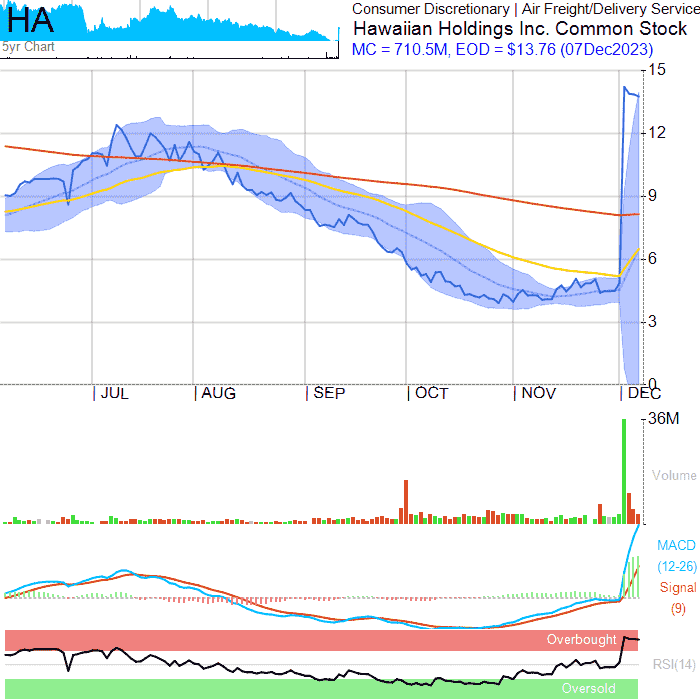 HA
Consumer Discretionary | Air Freight/Delivery Service
Hawaiian Holdings Inc. Common Stock
5yr Chart
MC = 710.5M, EOD = $13.76 (07Dec2023)
15
12
9
6
3
0
JUL AUG SEP OCT NOV DEC
36M
Volume
MACD
(12-26)
Signal
(9)
Overbought
RSI(14)
Oversold